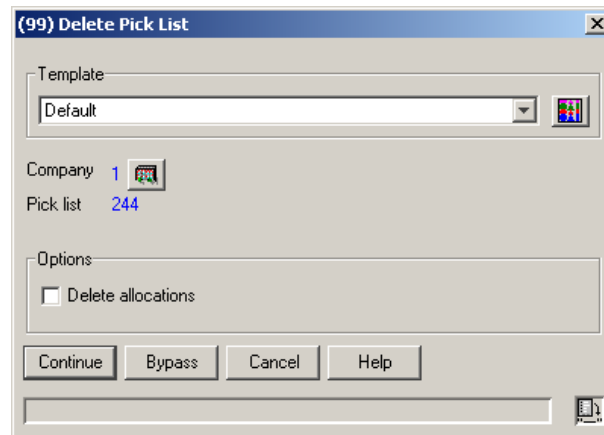 (99) Delete Pick List
Template
Default
Company 1
Pick list 244
Options
Delete allocations
Continue Bypass Cancel Help